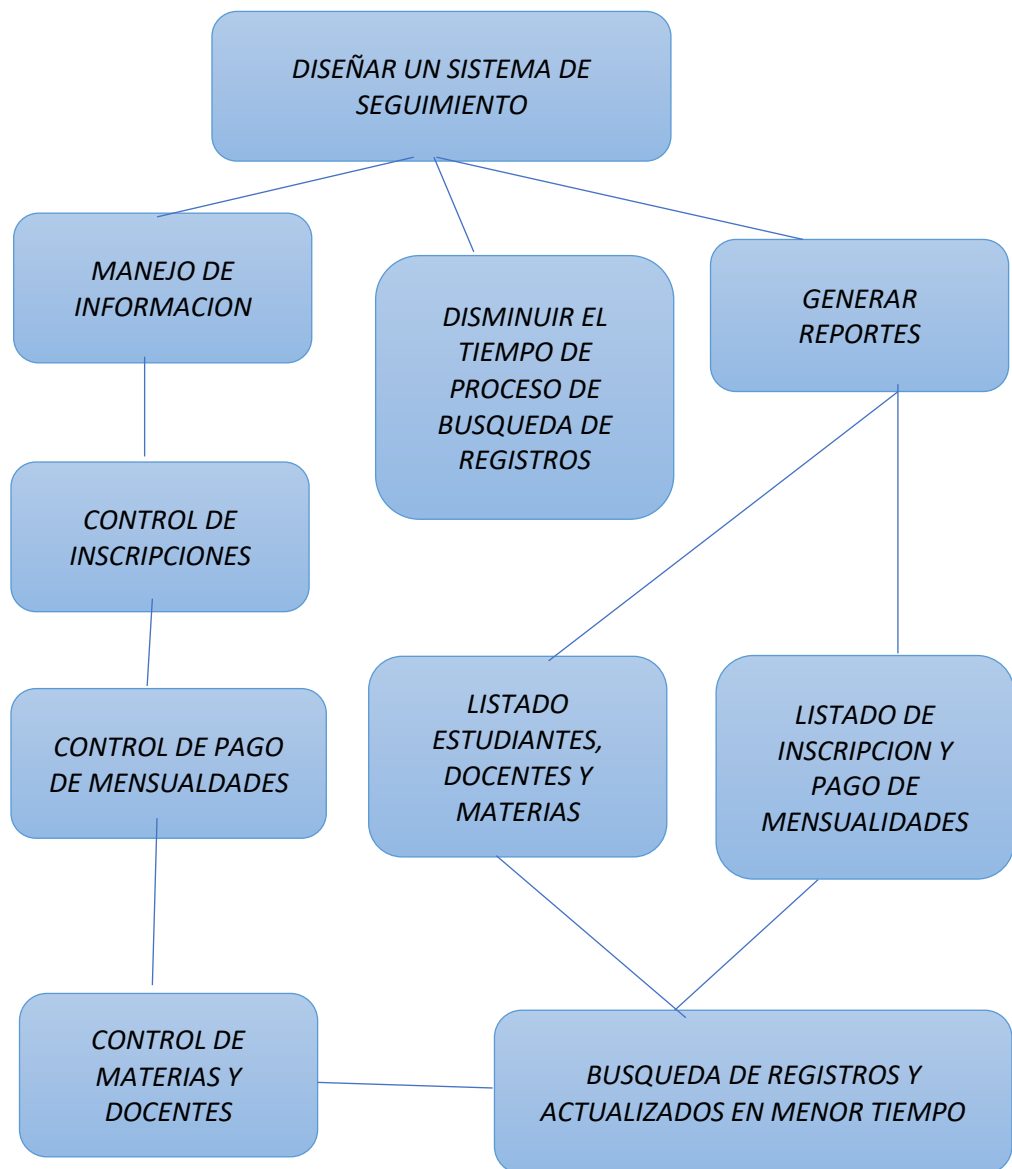 DISEÑAR UN SISTEMA DE
SEGUIMIENTO
MANEJO DE
INFORMACION
DISMINUIR EL
TIEMPO DE
PROCESO DE
BUSQUEDA DE
REGISTROS
GENERAR
REPORTES
CONTROL DE
INSCRIPCIONES
CONTROL DE PAGO
DE MENSUALDADES
LISTADO
ESTUDIANTES,
DOCENTES Y
MATERIAS
LISTADO DE
INSCRIPCION Y
PAGO DE
MENSUALIDADES
CONTROL DE
MATERIAS Y
DOCENTES
BUSQUEDA DE REGISTROS Y
ACTUALIZADOS EN MENOR TIEMPO